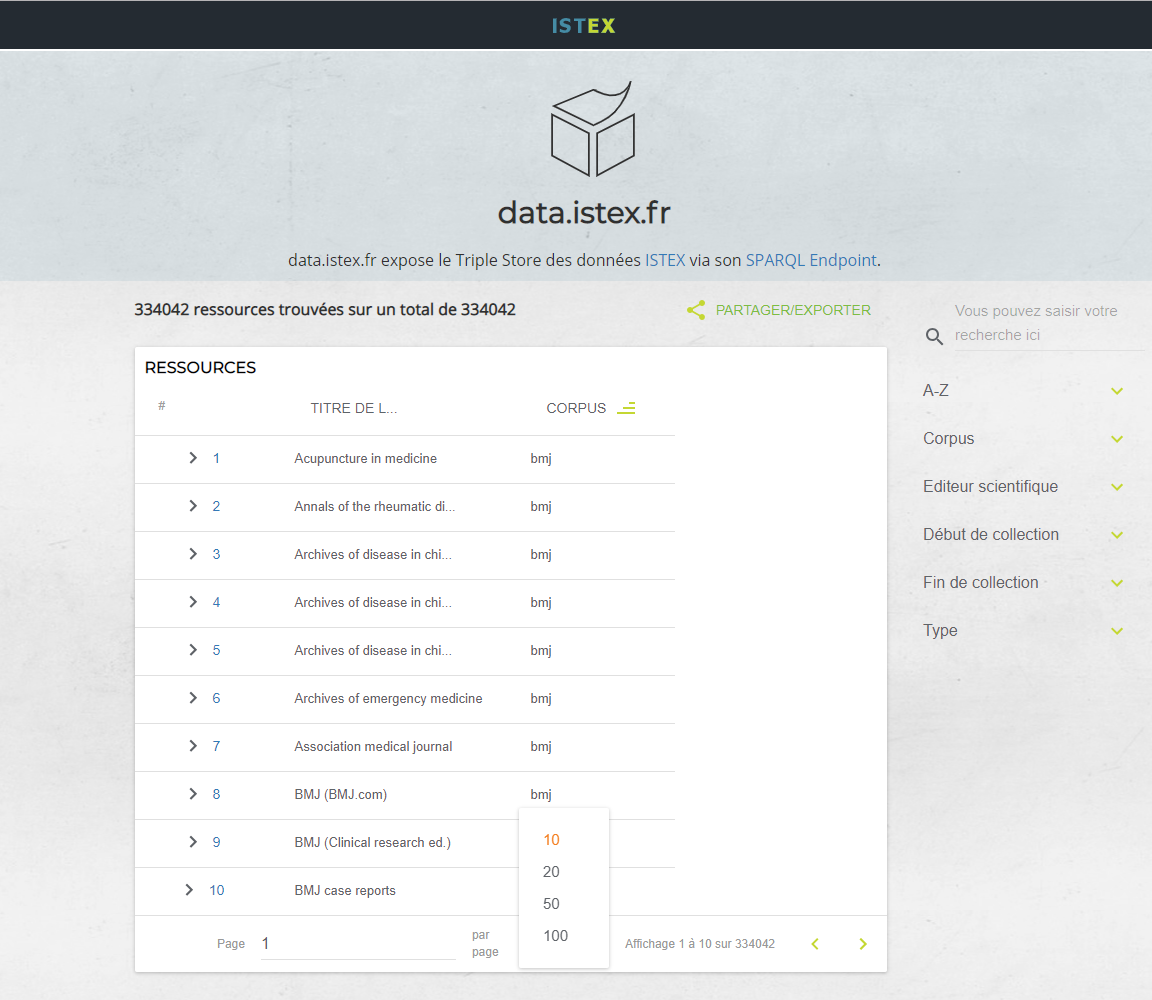 ISTEX
data.istex.fr
data.istex.fr expose le Triple Store des données ISTEX via son SPARQL Endpoint.
334042 ressources trouvées sur un total de 334042
PARTAGER/EXPORTER
Vous pouvez saisir votre
recherche ici
RESSOURCES
# TITRE DE L... CORPUS
1 Acupuncture in medicine bmj
2 Annals of the rheumatic di... bmj
3 Archives of disease in chi... bmj
4 Archives of disease in chi... bmj
5 Archives of disease in chi... bmj
6 Archives of emergency medicine bmj
7 Association medical journal bmj
8 BMJ (BMJ.com) bmj
9 BMJ (Clinical research ed.)
10 BMJ case reports
10
20
50
100
Page 1 par
page
Affichage 1 à 10 sur 334042
A-Z
Corpus
Editeur scientifique
Début de collection
Fin de collection
Type